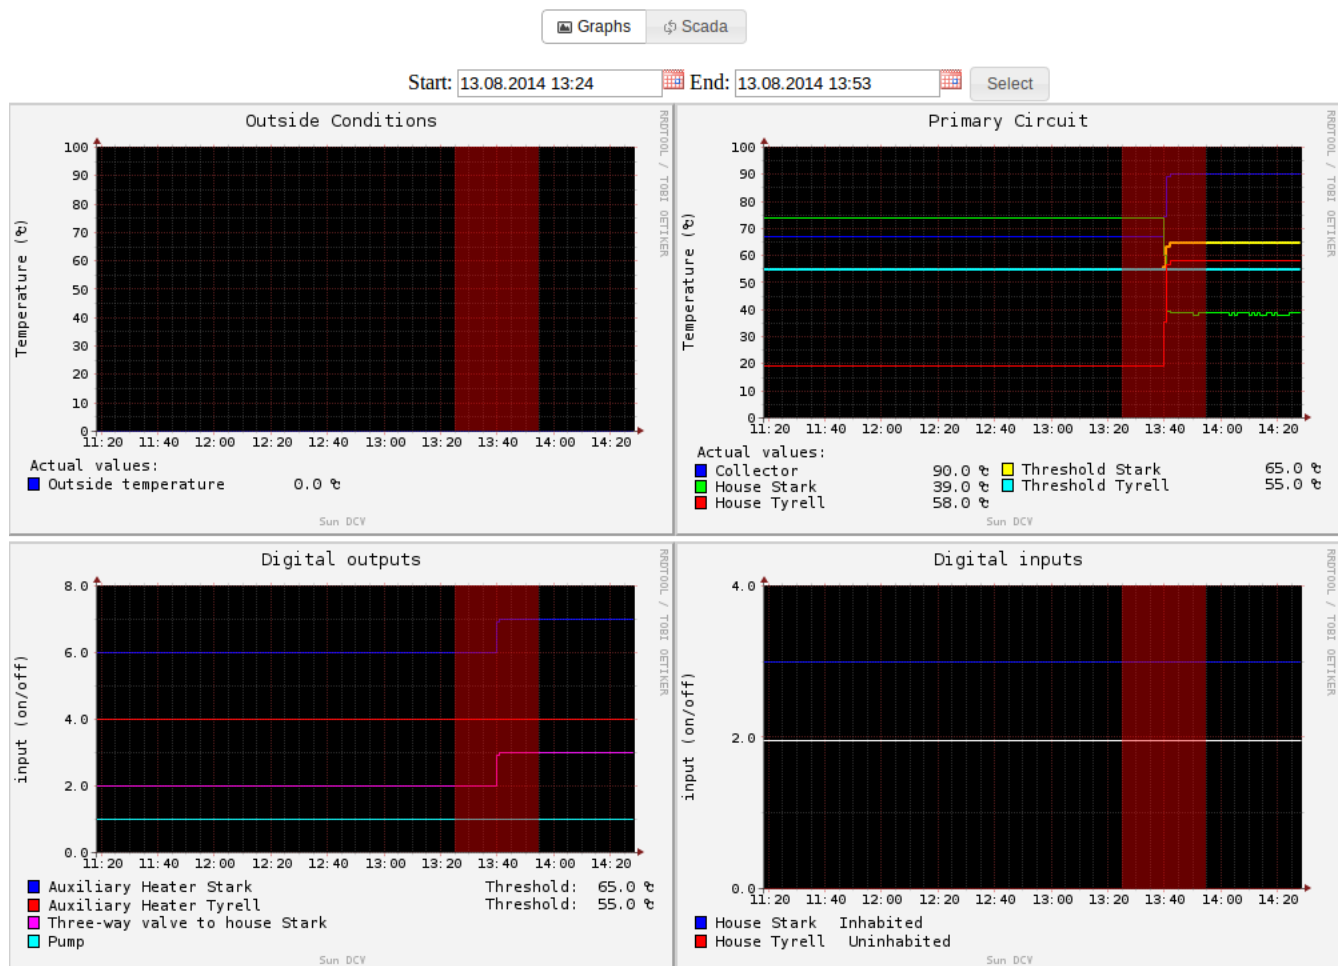 Graphs Scada
Start: 13.08.2014 13:24 End: 13.08.2014 13:53 Select
Outside Conditions
RRDTOOL / TOBI OETIKER
Temperature (℃)
100
90
80
70
60
50
40
30
20
10
0
11:20 11:40 12:00 12:20 12:40 13:00 13:20 13:40 14:00 14:20
Actual values:
Outside temperature 0.0 ℃
Sun DCV
Primary Circuit
RRDTOOL / TOBI OETIKER
Temperature (℃)
100
90
80
70
60
50
40
30
20
10
0
11:20 11:40 12:00 12:20 12:40 13:00 13:20 13:40 14:00 14:20
Actual values:
Collector 90.0 ℃ Threshold Stark 65.0 ℃
House Stark 39.0 ℃ Threshold Tyrell 55.0 ℃
House Tyrell 58.0 ℃
Sun DCV
Digital outputs
RRDTOOL / TOBI OETIKER
input (on/off)
8.0
6.0
4.0
2.0
0.0
11:20 11:40 12:00 12:20 12:40 13:00 13:20 13:40 14:00 14:20
Auxiliary Heater Stark Threshold: 65.0 ℃
Auxiliary Heater Tyrell Threshold: 55.0 ℃
Three-way valve to house Stark
Pump
Sun DCV
Digital inputs
RRDTOOL / TOBI OETIKER
input (on/off)
4.0
2.0
0.0
11:20 11:40 12:00 12:20 12:40 13:00 13:20 13:40 14:00 14:20
House Stark Inhabited
House Tyrell Uninhabited
Sun DCV